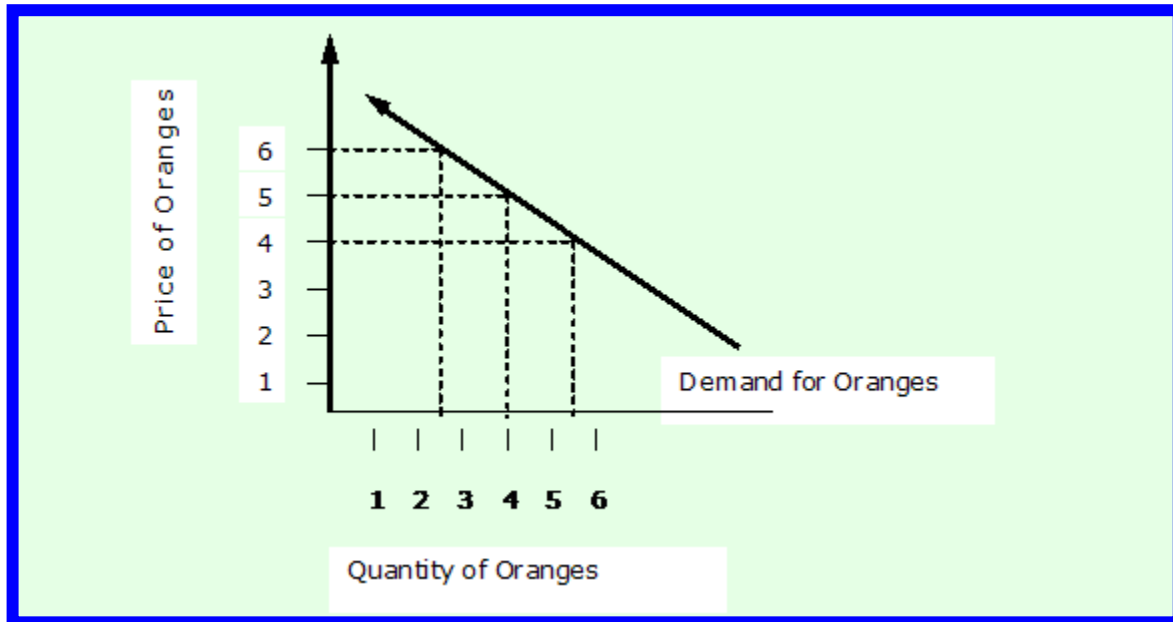 Price of Oranges
6
5
4
3
2
1
Demand for Oranges
1 2 3 4 5 6
Quantity of Oranges